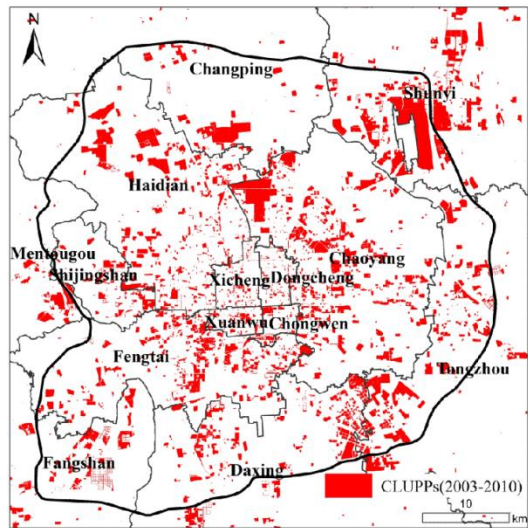 N
Changping
Shunyi
Haidian
Mentougou
Shijingshan
Chaoyang
Xicheng Dongcheng
Xuanwu Chongwen
Fengtai
Tongzhou
Fangshan
Daxing
CLUPPs(2003-2010)
10
km